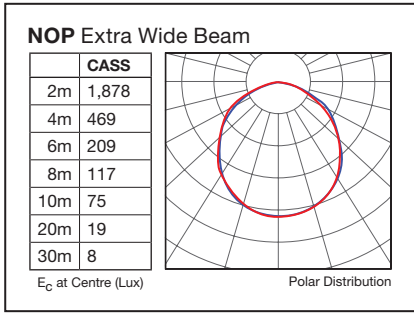 NOP Extra Wide Beam
CASS
2m 1,878
4m 469
6m 209
8m 117
10m 75
20m 19
30m 8
EC at Centre (Lux)
Polar Distribution